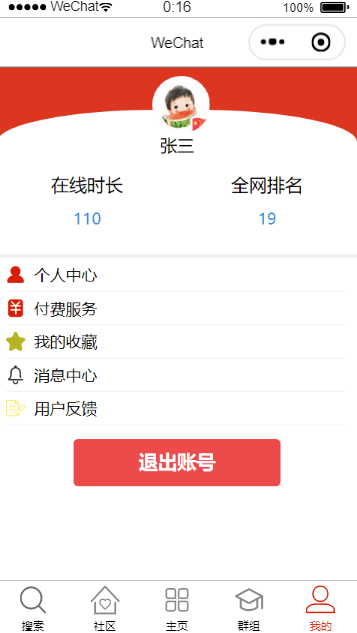 WeChat 0:16 100%
WeChat
张三
在线时长 全网排名
110 19
个人中心
付费服务
我的收藏
消息中心
用户反馈
退出账号
搜索 社区 主页 群组 我的